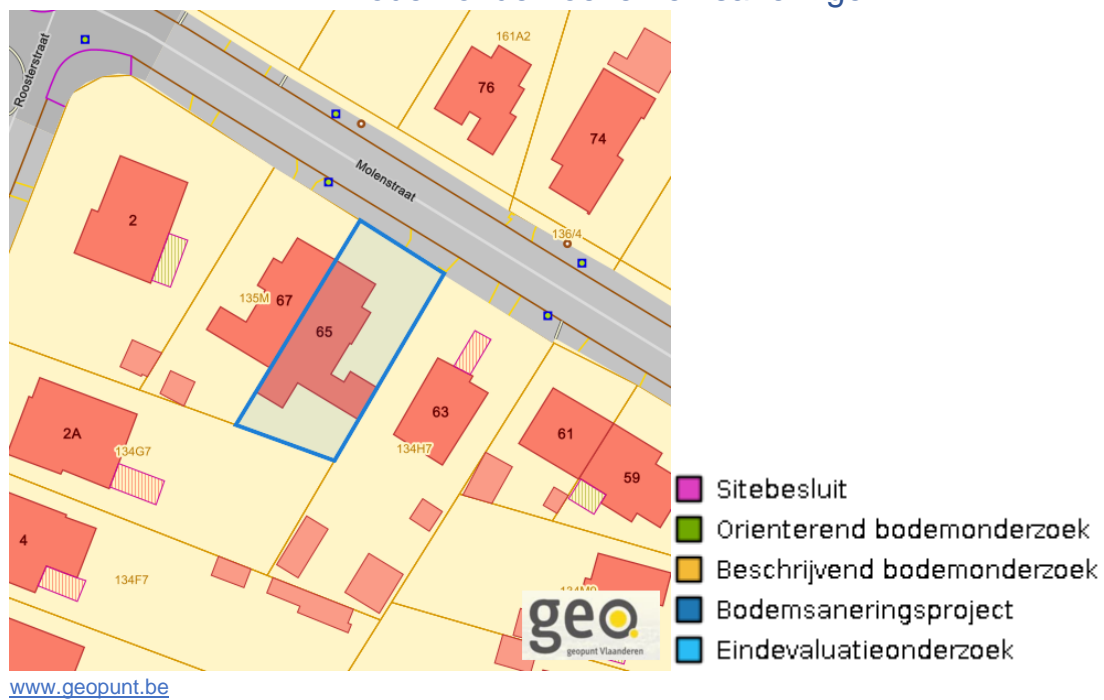 161A2
Roosterstraat
76
74
Molenstraat
2
136/4
135M
67
65
63
2A
134G7
134H7
61
59
4
134F7
geo
geopunt Vlaanderen
Sitebesluit
Orienterend bodemonderzoek
Beschrijvend bodemonderzoek
Bodemsaneringsproject
Eindevaluatieonderzoek
www.geopunt.be